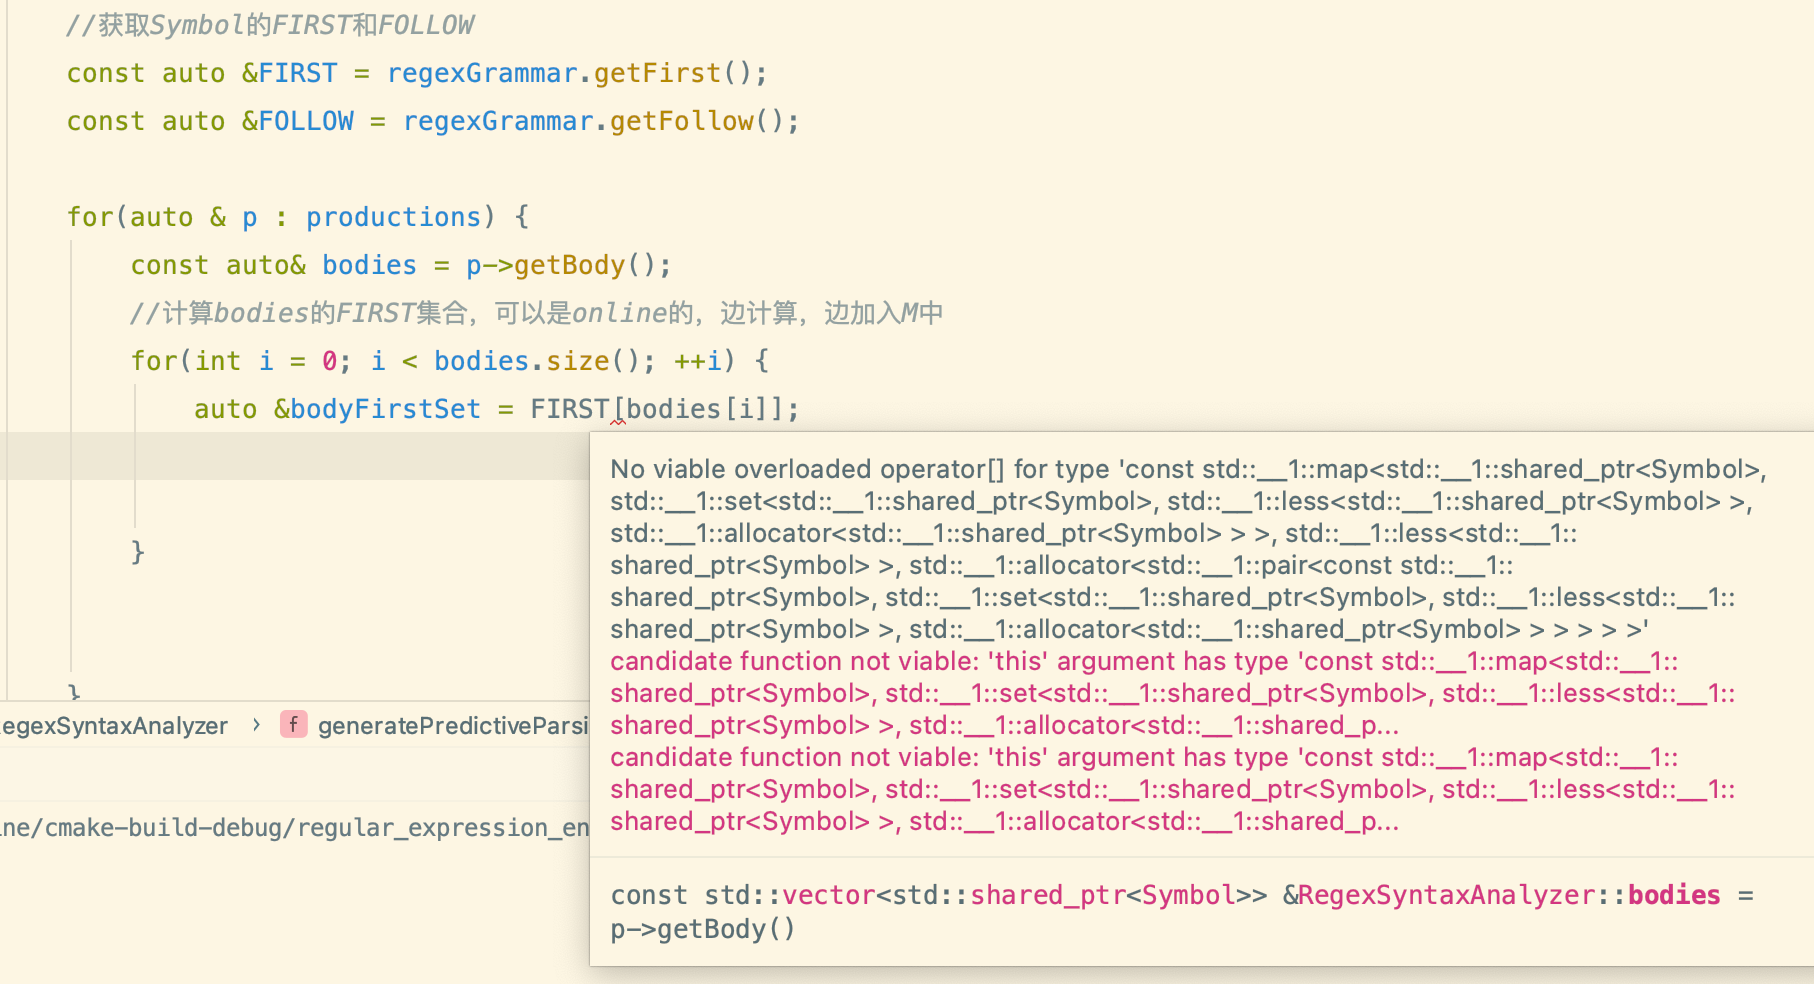 //获取Symbol的FIRST和FOLLOW
const auto &FIRST = regexGrammar.getFirst();
const auto &FOLLOW = regexGrammar.getFollow();
for(auto & p : productions) {
const auto& bodies = p->getBody();
//计算bodies的FIRST集合，可以是online的，边计算，边加入M中
for(int i = 0; i < bodies.size(); ++i) {
auto &bodyFirstSet = FIRST[bodies[i]];
}
}
No viable overloaded operator[] for type 'const std::__1::map<std::__1::shared_ptr<Symbol>,
std::__1::set<std::__1::shared_ptr<Symbol>, std::__1::less<std::__1::shared_ptr<Symbol> >,
std::__1::allocator<std::__1::shared_ptr<Symbol> > >, std::__1::less<std::__1::
shared_ptr<Symbol> >, std::__1::allocator<std::__1::pair<const std::__1::
shared_ptr<Symbol>, std::__1::set<std::__1::shared_ptr<Symbol>, std::__1::less<std::__1::
shared_ptr<Symbol> >, std::__1::allocator<std::__1::shared_ptr<Symbol> > > > > >'
candidate function not viable: 'this' argument has type 'const std::__1::map<std::__1::
shared_ptr<Symbol>, std::__1::set<std::__1::shared_ptr<Symbol>, std::__1::less<std::__1::
shared_ptr<Symbol> >, std::__1::allocator<std::__1::shared_p...
candidate function not viable: 'this' argument has type 'const std::__1::map<std::__1::
shared_ptr<Symbol>, std::__1::set<std::__1::shared_ptr<Symbol>, std::__1::less<std::__1::
shared_ptr<Symbol> >, std::__1::allocator<std::__1::shared_p...
const std::vector<std::shared_ptr<Symbol>> &RegexSyntaxAnalyzer::bodies =
p->getBody()
egexSyntaxAnalyzer > f generatePredictiveParsi
ine/cmake-build-debug/regular_expression_en